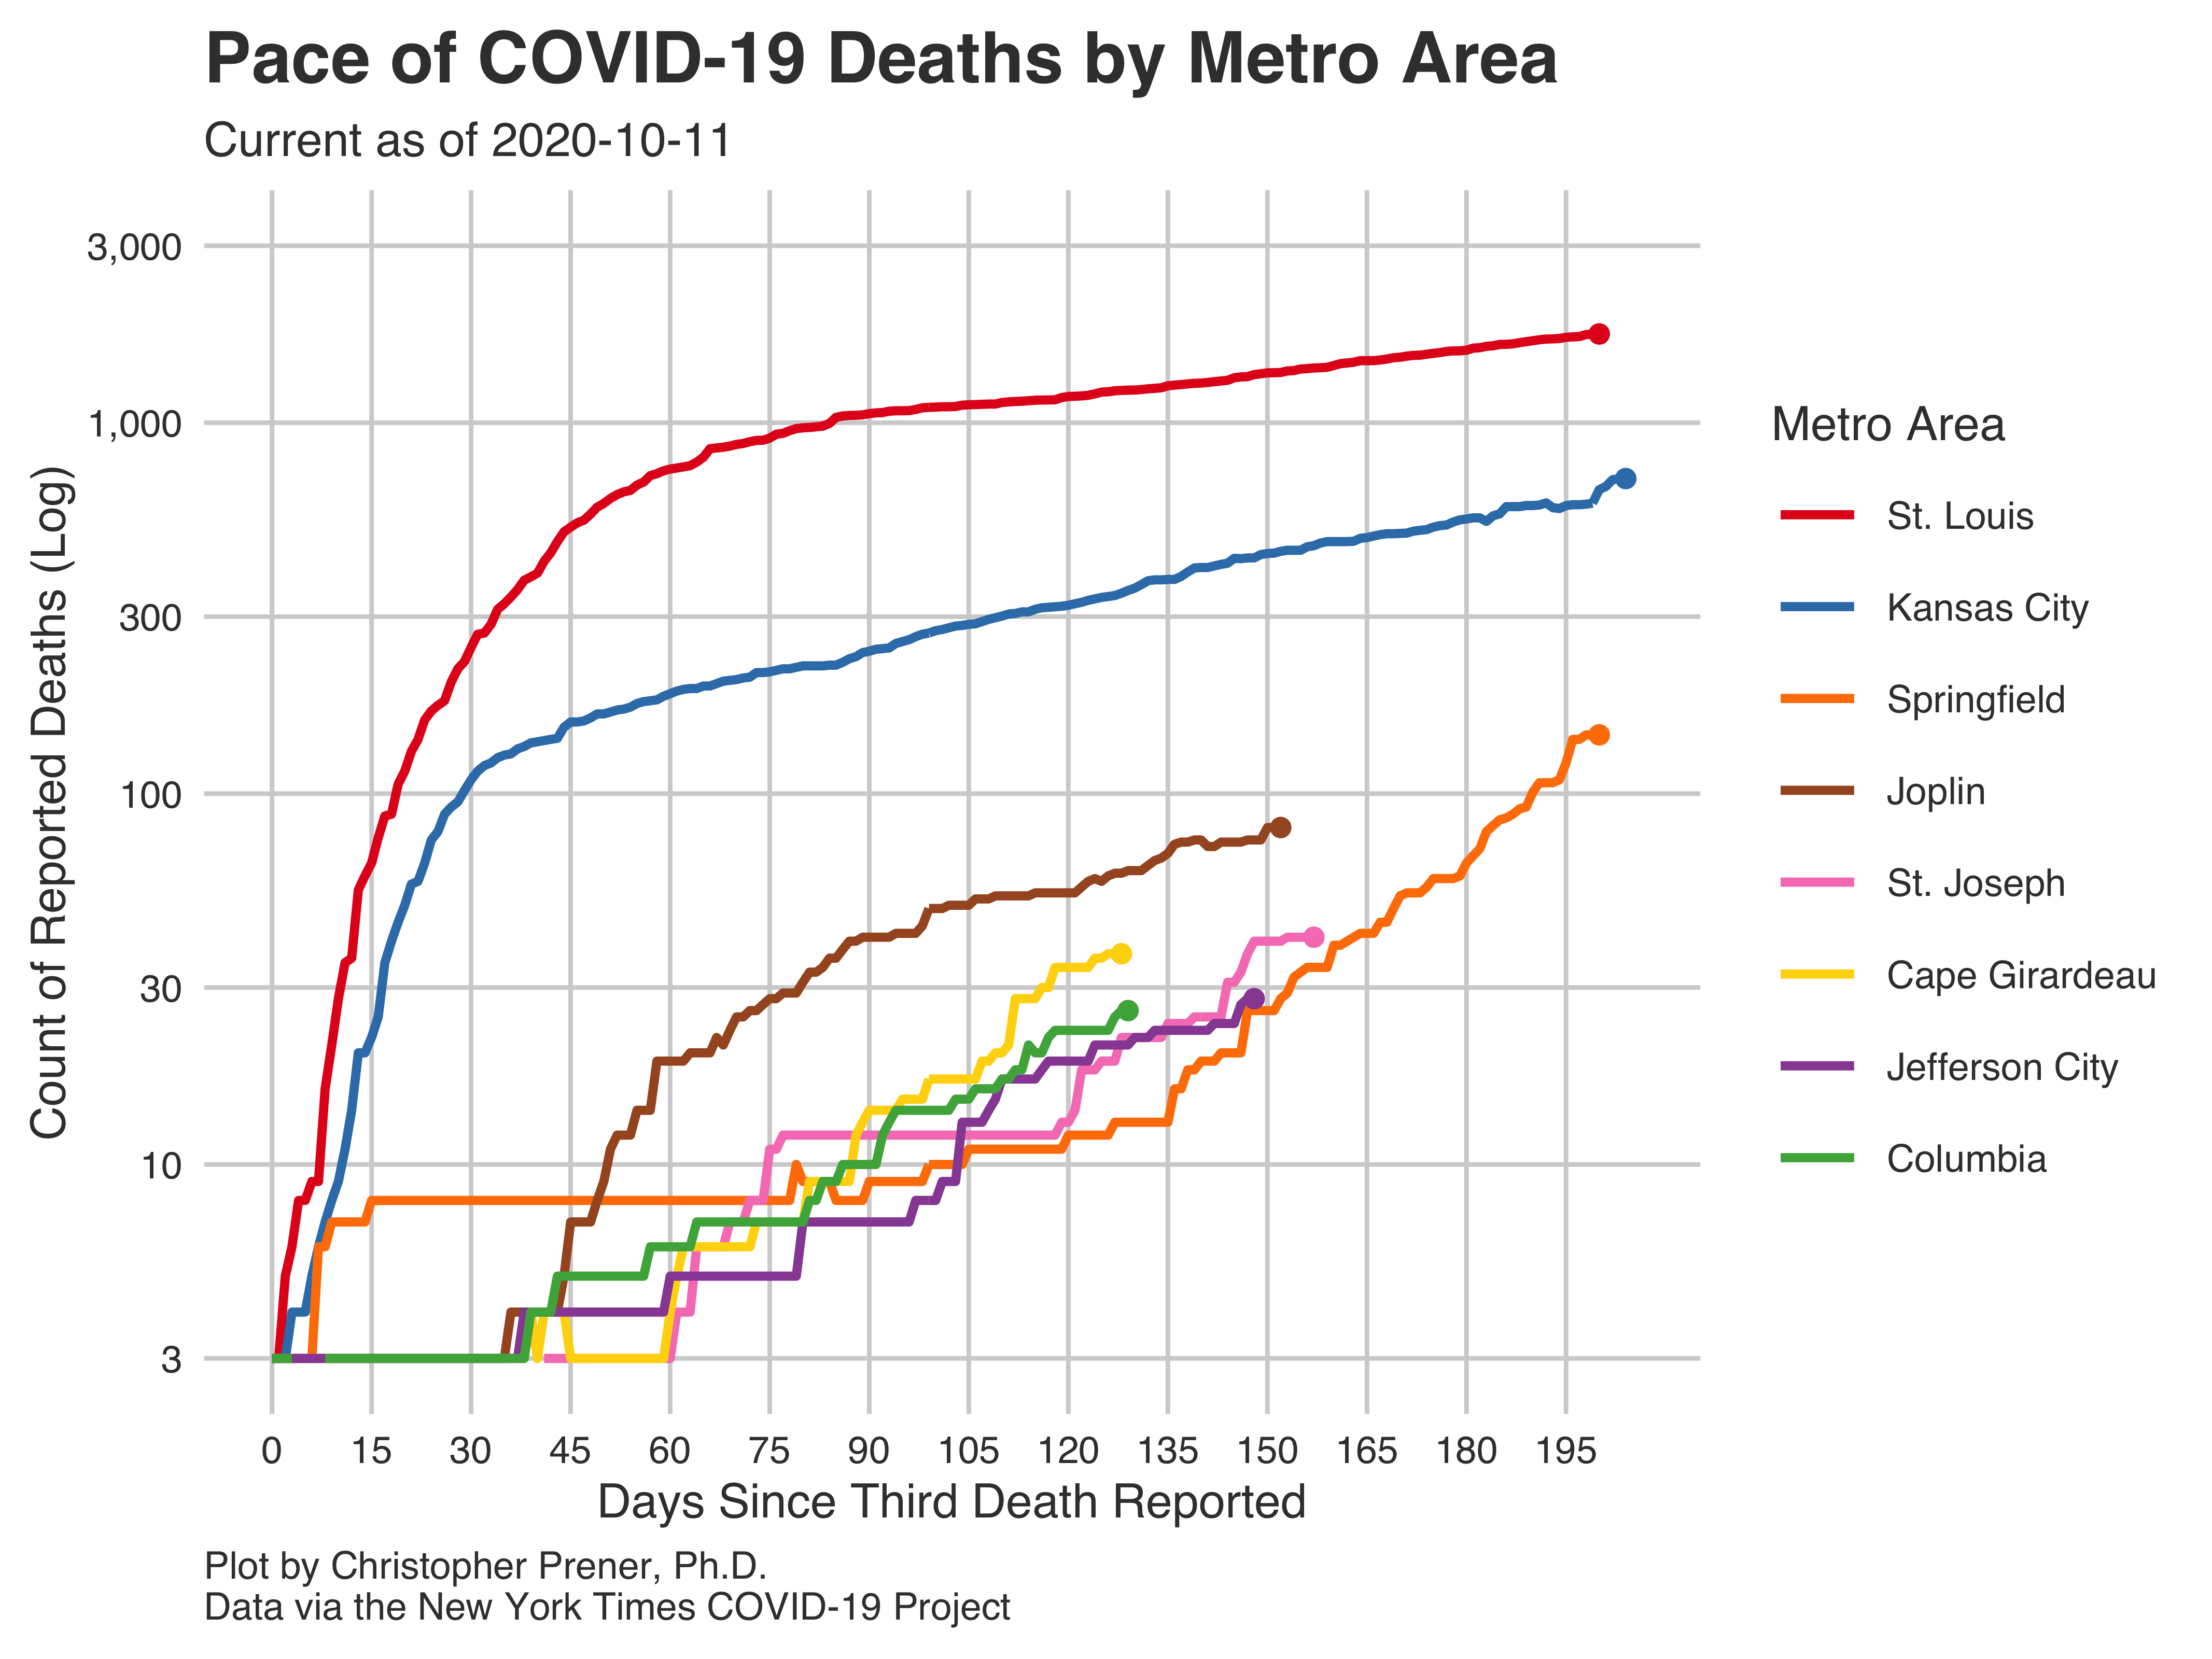 Pace of COVID-19 Deaths by Metro Area
Current as of 2020-10-11
Count of Reported Deaths (Log)
3,000
1,000
300
100
30
10
3
0 15 30 45 60 75 90 105 120 135 150 165 180 195
Days Since Third Death Reported
Metro Area
St. Louis
Kansas City
Springfield
Joplin
St. Joseph
Cape Girardeau
Jefferson City
Columbia
Plot by Christopher Prener, Ph.D.
Data via the New York Times COVID-19 Project